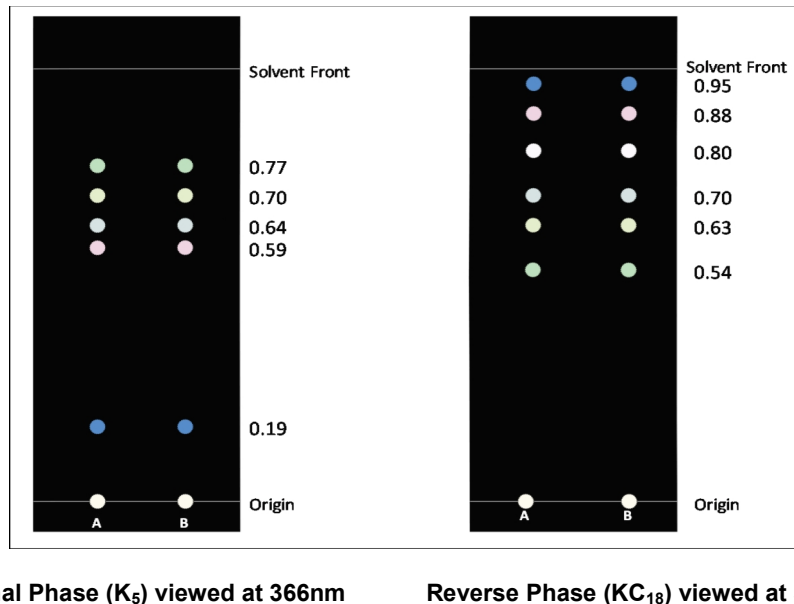 Solvent Front
0.77
0.70
0.64
0.59
0.19
Origin
A B
Solvent Front
0.95
0.88
0.80
0.70
0.63
0.54
Origin
A B
al Phase (K₅) viewed at 366nm
Reverse Phase (KC₁₈) viewed at